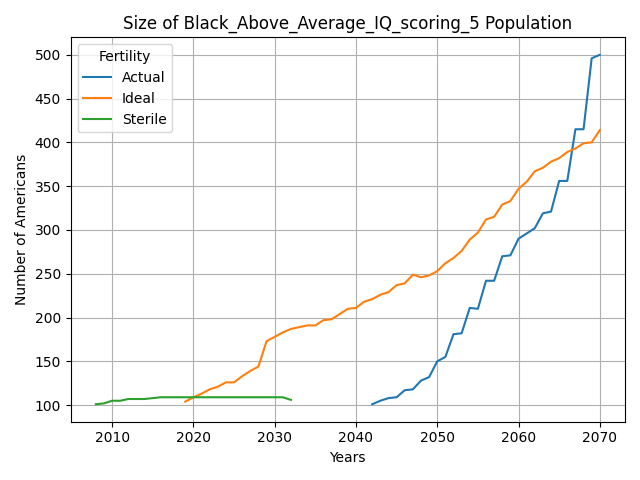 Size of Black_Above_Average_IQ_scoring_5 Population
Fertility
Actual
Ideal
Sterile
Number of Americans
500
450
400
350
300
250
200
150
100
2010 2020 2030 2040 2050 2060 2070
Years